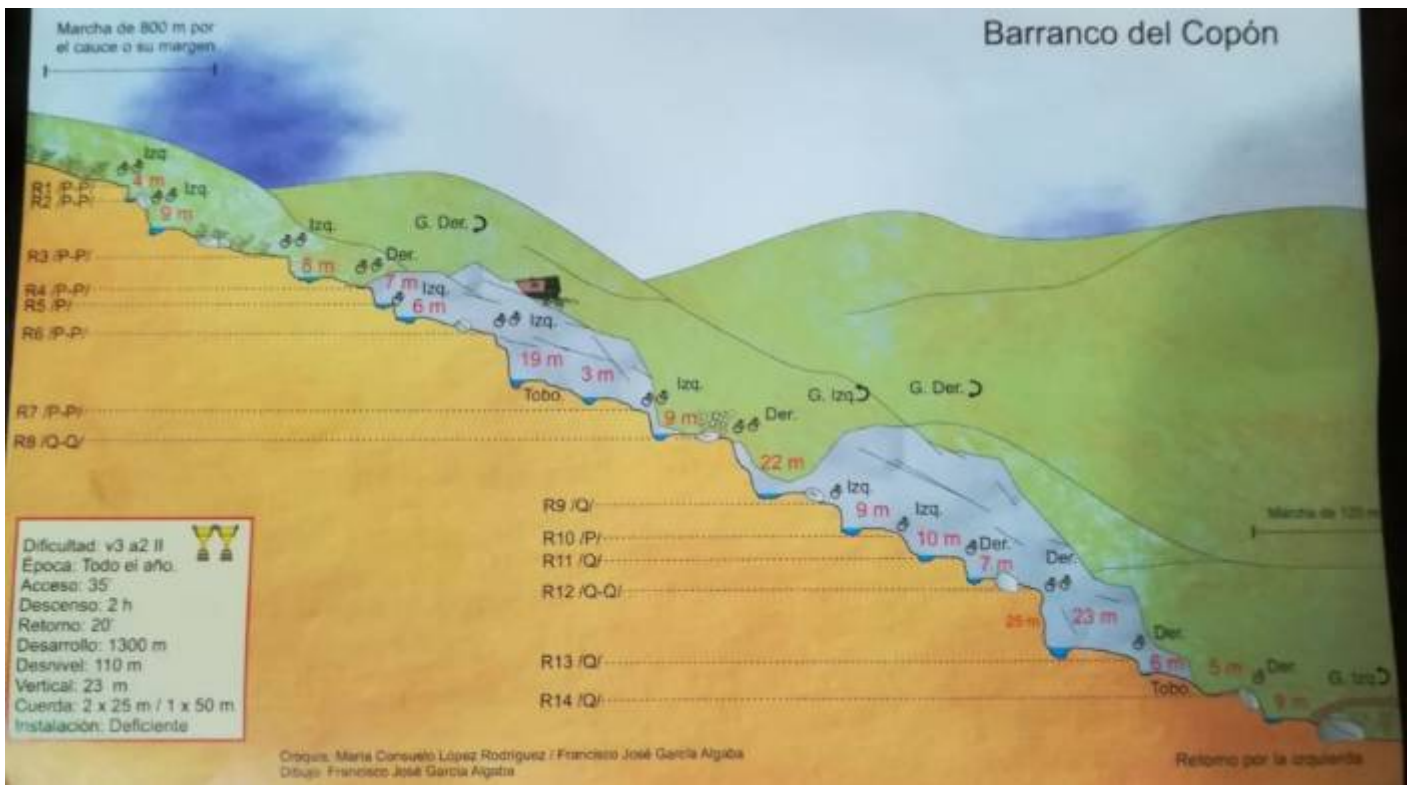 Marcha de 800 m por
el cauce o su margen
Barranco del Copón
Izq.
R1 /P-P/
4 m
Izq.
R2 /P-P/
9 m
Izq.
G. Der.
R3 /P-P/
8 m
Der.
R4 /P-P/
7 m
Izq.
R5 /P/
6 m
Izq.
R6 /P-P/
19 m
3 m
Tobo.
Izq.
G. Izq.
G. Der.
R7 /P-P/
9 m
Der.
R8 /Q-Q/
22 m
Izq.
R9 /Q/
9 m
Izq.
Marcha de 120 m
R10 /P/
10 m
Der.
R11 /Q/
7 m
Der.
R12 /Q-Q/
25 m
23 m
Der.
R13 /Q/
6 m
5 m
Der.
G. Izq.
Tobo.
R14 /Q/
9 m
Dificultad: v3 a2 II
Época: Todo el año.
Acceso: 35'
Descenso: 2 h
Retorno: 20'
Desarrollo: 1300 m
Desnivel: 110 m
Vertical: 23 m
Cuerda: 2 x 25 m / 1 x 50 m
Instalación: Deficiente
Croquis: María Consuelo López Rodríguez / Francisco José García Algaba
Dibujo: Francisco José García Algaba
Retorno por la izquierda